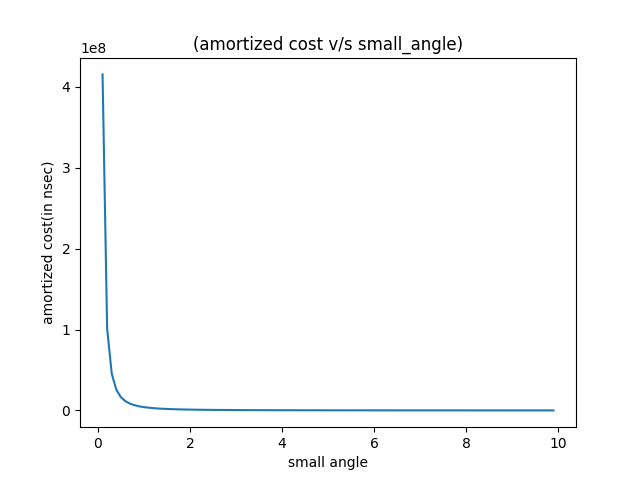 (amortized cost v/s small_angle)
1e8
4
3
2
1
0
amortized cost(in nsec)
0 2 4 6 8 10
small angle